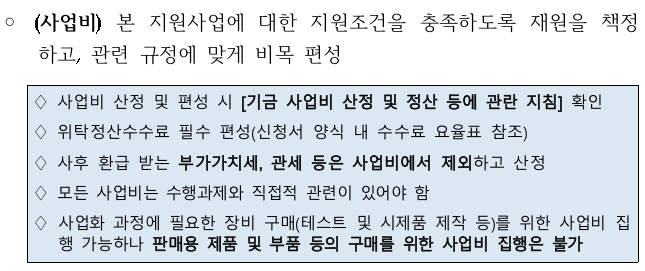 ○ (사업비) 본 지원사업에 대한 지원조건을 충족하도록 재원을 책정
하고, 관련 규정에 맞게 비목 편성
◇ 사업비 산정 및 편성 시 [기금 사업비 산정 및 정산 등에 관란 지침] 확인
◇ 위탁정산수수료 필수 편성(신청서 양식 내 수수료 요율표 참조)
◇ 사후 환급 받는 부가가치세, 관세 등은 사업비에서 제외하고 산정
◇ 모든 사업비는 수행과제와 직접적 관련이 있어야 함
◇ 사업화 과정에 필요한 장비 구매(테스트 및 시제품 제작 등)를 위한 사업비 집
행 가능하나 판매용 제품 및 부품 등의 구매를 위한 사업비 집행은 불가